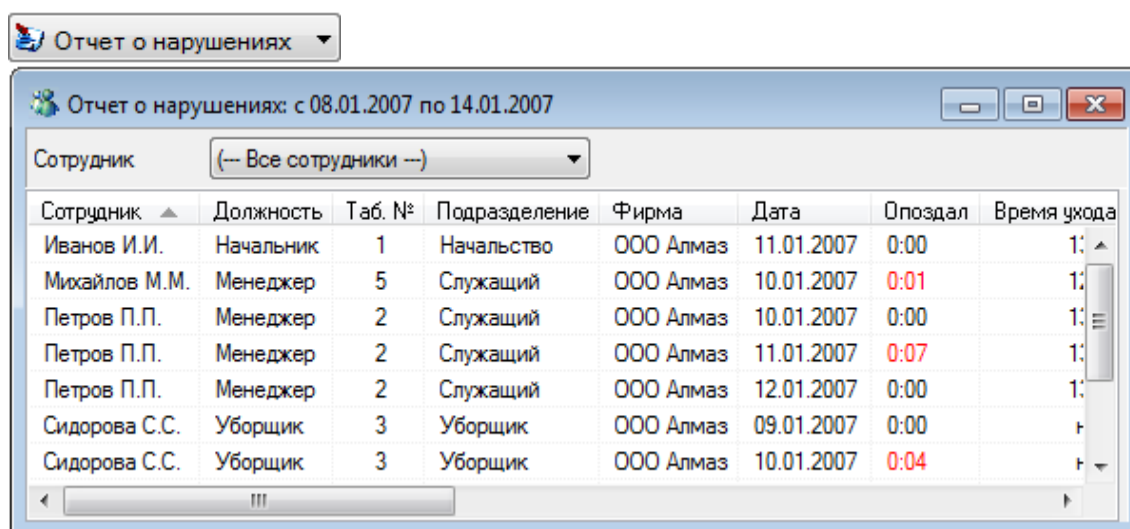 Отчет о нарушениях
Отчет о нарушениях: с 08.01.2007 по 14.01.2007
Сотрудник (--- Все сотрудники ---)
Сотрудник Должность Таб. № Подразделение Фирма Дата Опоздал Время ухода
Иванов И.И. Начальник 1 Начальство ООО Алмаз 11.01.2007 0:00
Михайлов М.М. Менеджер 5 Служащий ООО Алмаз 10.01.2007 0:01
Петров П.П. Менеджер 2 Служащий ООО Алмаз 10.01.2007 0:00
Петров П.П. Менеджер 2 Служащий ООО Алмаз 11.01.2007 0:07
Петров П.П. Менеджер 2 Служащий ООО Алмаз 12.01.2007 0:00
Сидорова С.С. Уборщик 3 Уборщик ООО Алмаз 09.01.2007 0:00
Сидорова С.С. Уборщик 3 Уборщик ООО Алмаз 10.01.2007 0:04